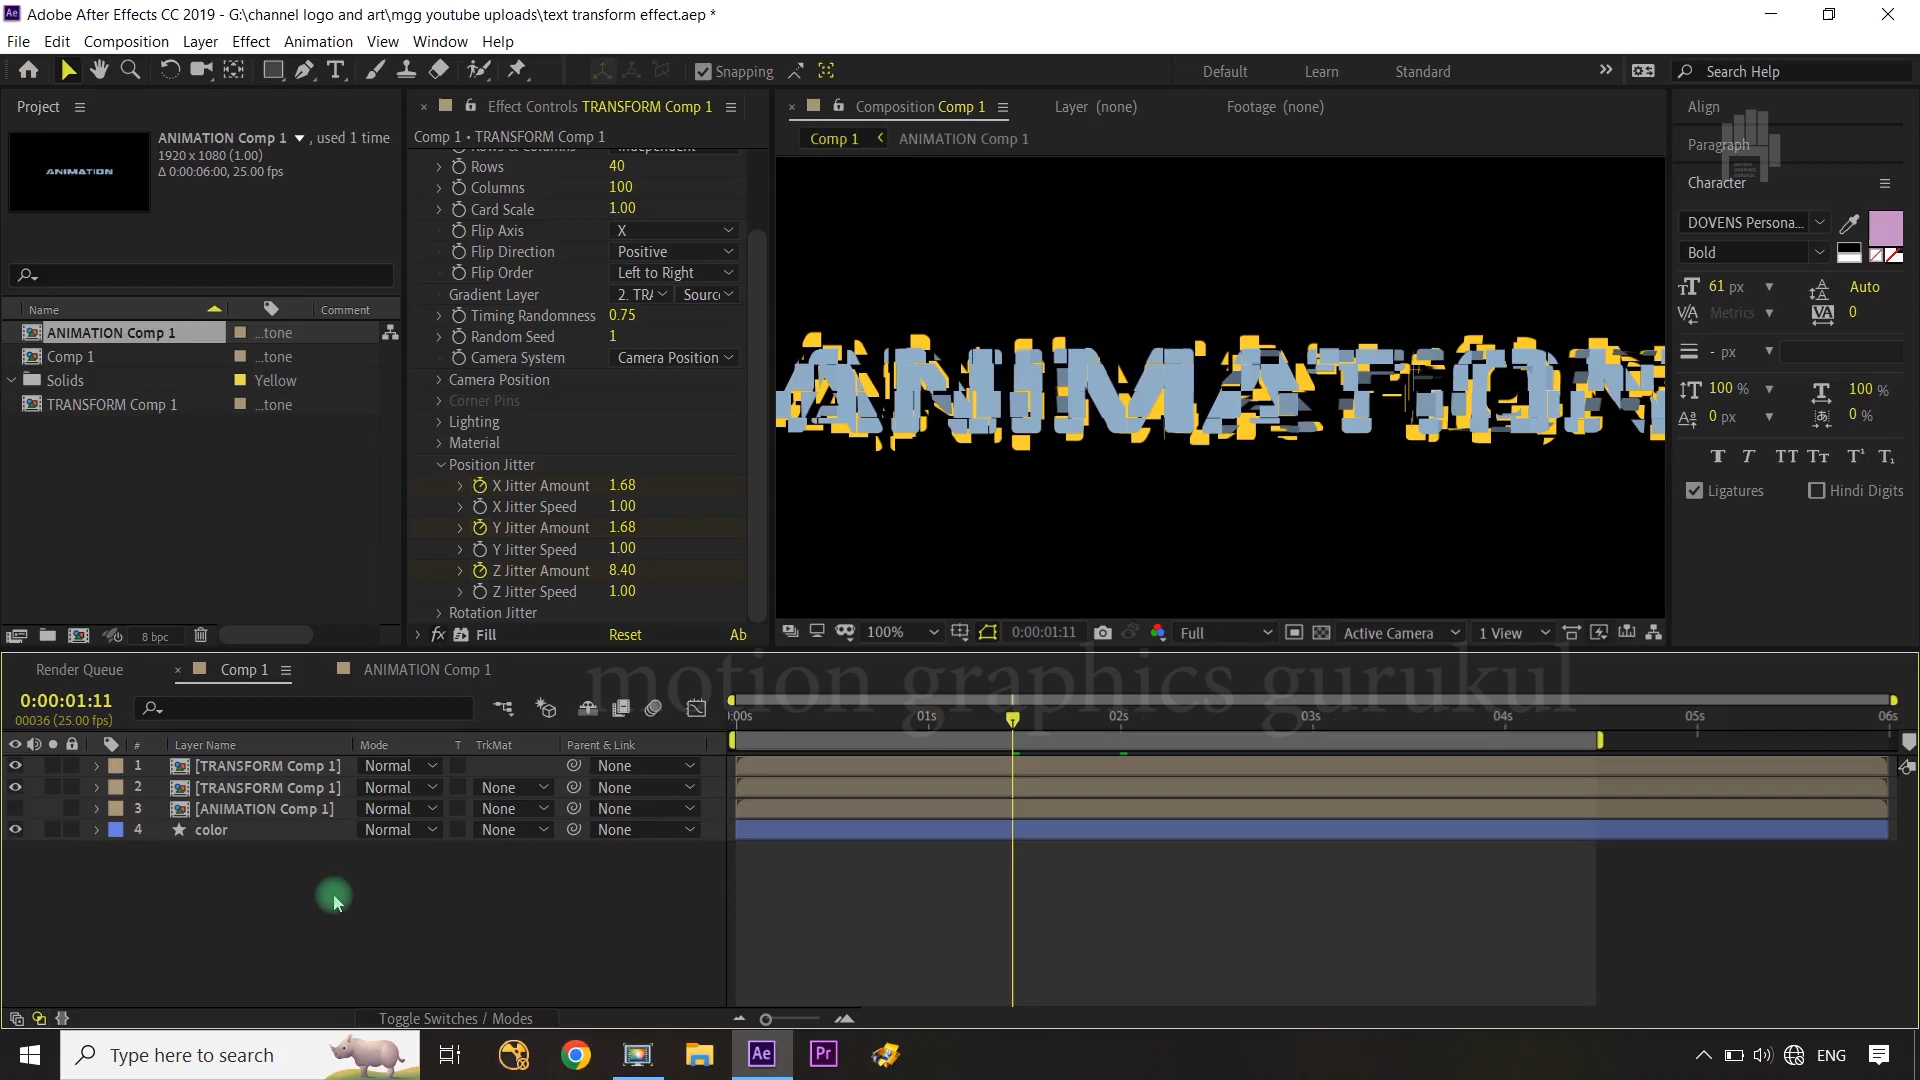 Adobe After Effects CC 2019 - G:\channel logo and art\mgg youtube uploads\text transform effect.aep *
File Edit Composition Layer Effect Animation View Window Help
Snapping
Default Learn Standard
Search Help
Project
ANIMATION Comp 1 , used 1 time
1920 x 1080 (1.00)
Δ 0:00:06:00, 25.00 fps
ANIMATION
Name Comment
ANIMATION Comp 1 ...tone
Comp 1 ...tone
Solids Yellow
TRANSFORM Comp 1 ...tone
8 bpc
Effect Controls TRANSFORM Comp 1
Comp 1 • TRANSFORM Comp 1
Rows 40
Columns 100
Card Scale 1.00
Flip Axis X
Flip Direction Positive
Flip Order Left to Right
Gradient Layer 2. TRA Sourc
Timing Randomness 0.75
Random Seed 1
Camera System Camera Position
Camera Position
Corner Pins
Lighting
Material
Position Jitter
X Jitter Amount 1.68
X Jitter Speed 1.00
Y Jitter Amount 1.68
Y Jitter Speed 1.00
Z Jitter Amount 8.40
Z Jitter Speed 1.00
Rotation Jitter
fx Fill Reset Ab
Composition Comp 1 Layer (none) Footage (none)
Comp 1 ANIMATION Comp 1
ANIMATION
100% 0:00:01:11 Full Active Camera 1 View
Align
Paragraph
Character
DOVENS Persona...
Bold
61 px Auto
Metrics 0
- px
100 % 100 %
0 px 0 %
T T TT Tt T¹ T₁
Ligatures Hindi Digits
motion graphics gurukul
Render Queue Comp 1 ANIMATION Comp 1
0:00:01:11
00036 (25.00 fps)
:00s 01s 02s 03s 04s 05s 06s
# Layer Name Mode T TrkMat Parent & Link
1 [TRANSFORM Comp 1] Normal None
2 [TRANSFORM Comp 1] Normal None None
3 [ANIMATION Comp 1] Normal None None
4 color Normal None None
Toggle Switches / Modes
Type here to search
Ae Pr
ENG